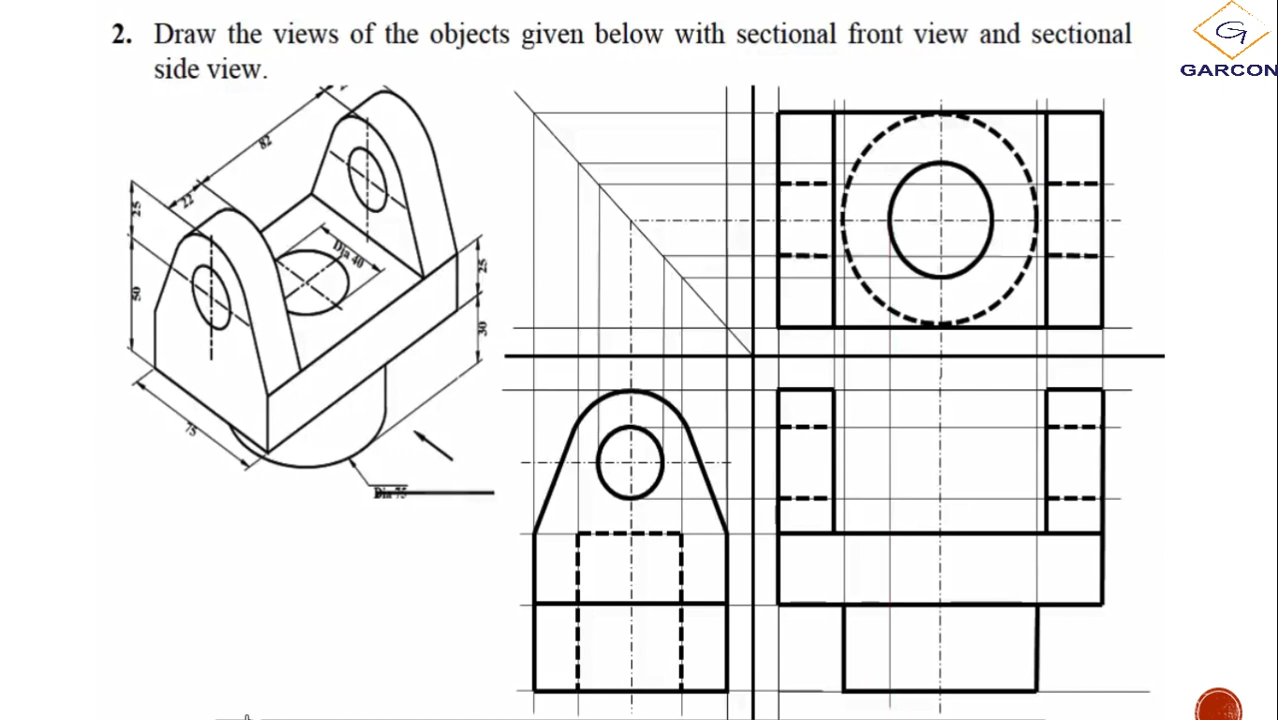 2. Draw the views of the objects given below with sectional front view and sectional
side view.
G
GARCON
82
22
25
50
Dia 40
25
30
75
Dia 75